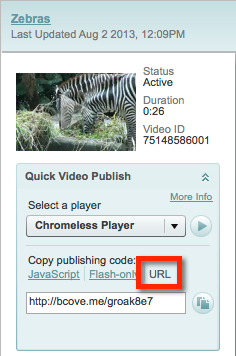 Zebras
Last Updated Aug 2 2013, 12:09PM
Status
Active
Duration
0:26
Video ID
75148586001
Quick Video Publish
More Info
Select a player
Chromeless Player
Copy publishing code:
JavaScript Flash-only URL
http://bcove.me/groak8e7